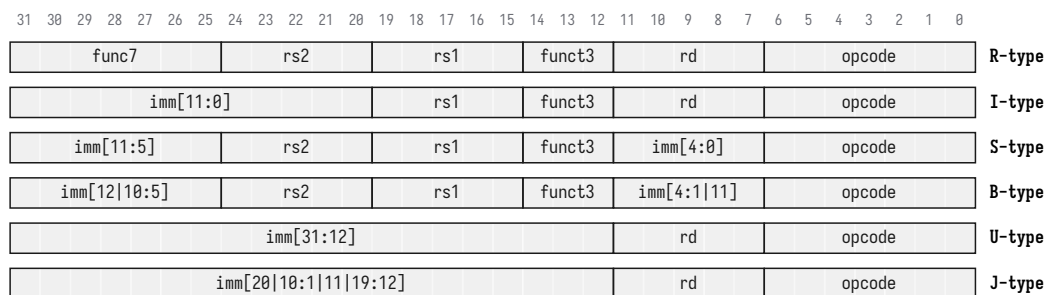 31 30 29 28 27 26 25 24 23 22 21 20 19 18 17 16 15 14 13 12 11 10 9 8 7 6 5 4 3 2 1 0
func7 rs2 rs1 funct3 rd opcode R-type
imm[11:0] rs1 funct3 rd opcode I-type
imm[11:5] rs2 rs1 funct3 imm[4:0] opcode S-type
imm[12|10:5] rs2 rs1 funct3 imm[4:1|11] opcode B-type
imm[31:12] rd opcode U-type
imm[20|10:1|11|19:12] rd opcode J-type